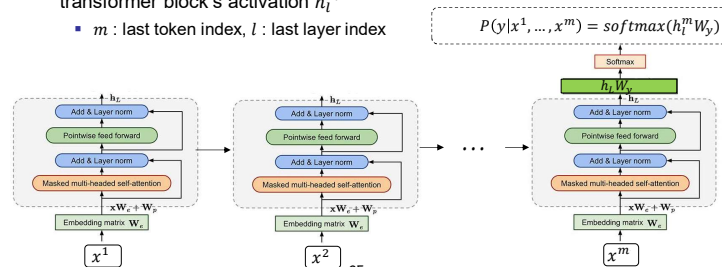 transformer block's activation
▪ m : last token index, l : last layer index
P(y|x^1, ..., x^m) = softmax(h_l^m W_y)
Softmax
h_L W_y
h_L
Add & Layer norm
Pointwise feed forward
Add & Layer norm
Masked multi-headed self-attention
xW_e + W_p
Embedding matrix W_e
x^1
h_L
Add & Layer norm
Pointwise feed forward
Add & Layer norm
Masked multi-headed self-attention
xW_e + W_p
Embedding matrix W_e
x^2
...
h_L
Add & Layer norm
Pointwise feed forward
Add & Layer norm
Masked multi-headed self-attention
xW_e + W_p
Embedding matrix W_e
x^m